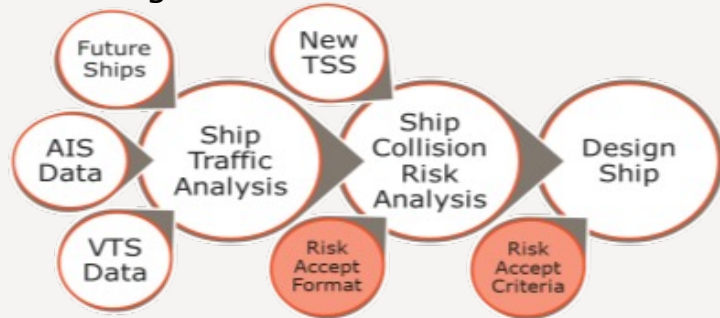 Future
Ships
AIS
Data
VTS
Data
Ship
Traffic
Analysis
New
TSS
Risk
Accept
Format
Ship
Collision
Risk
Analysis
Risk
Accept
Criteria
Design
Ship